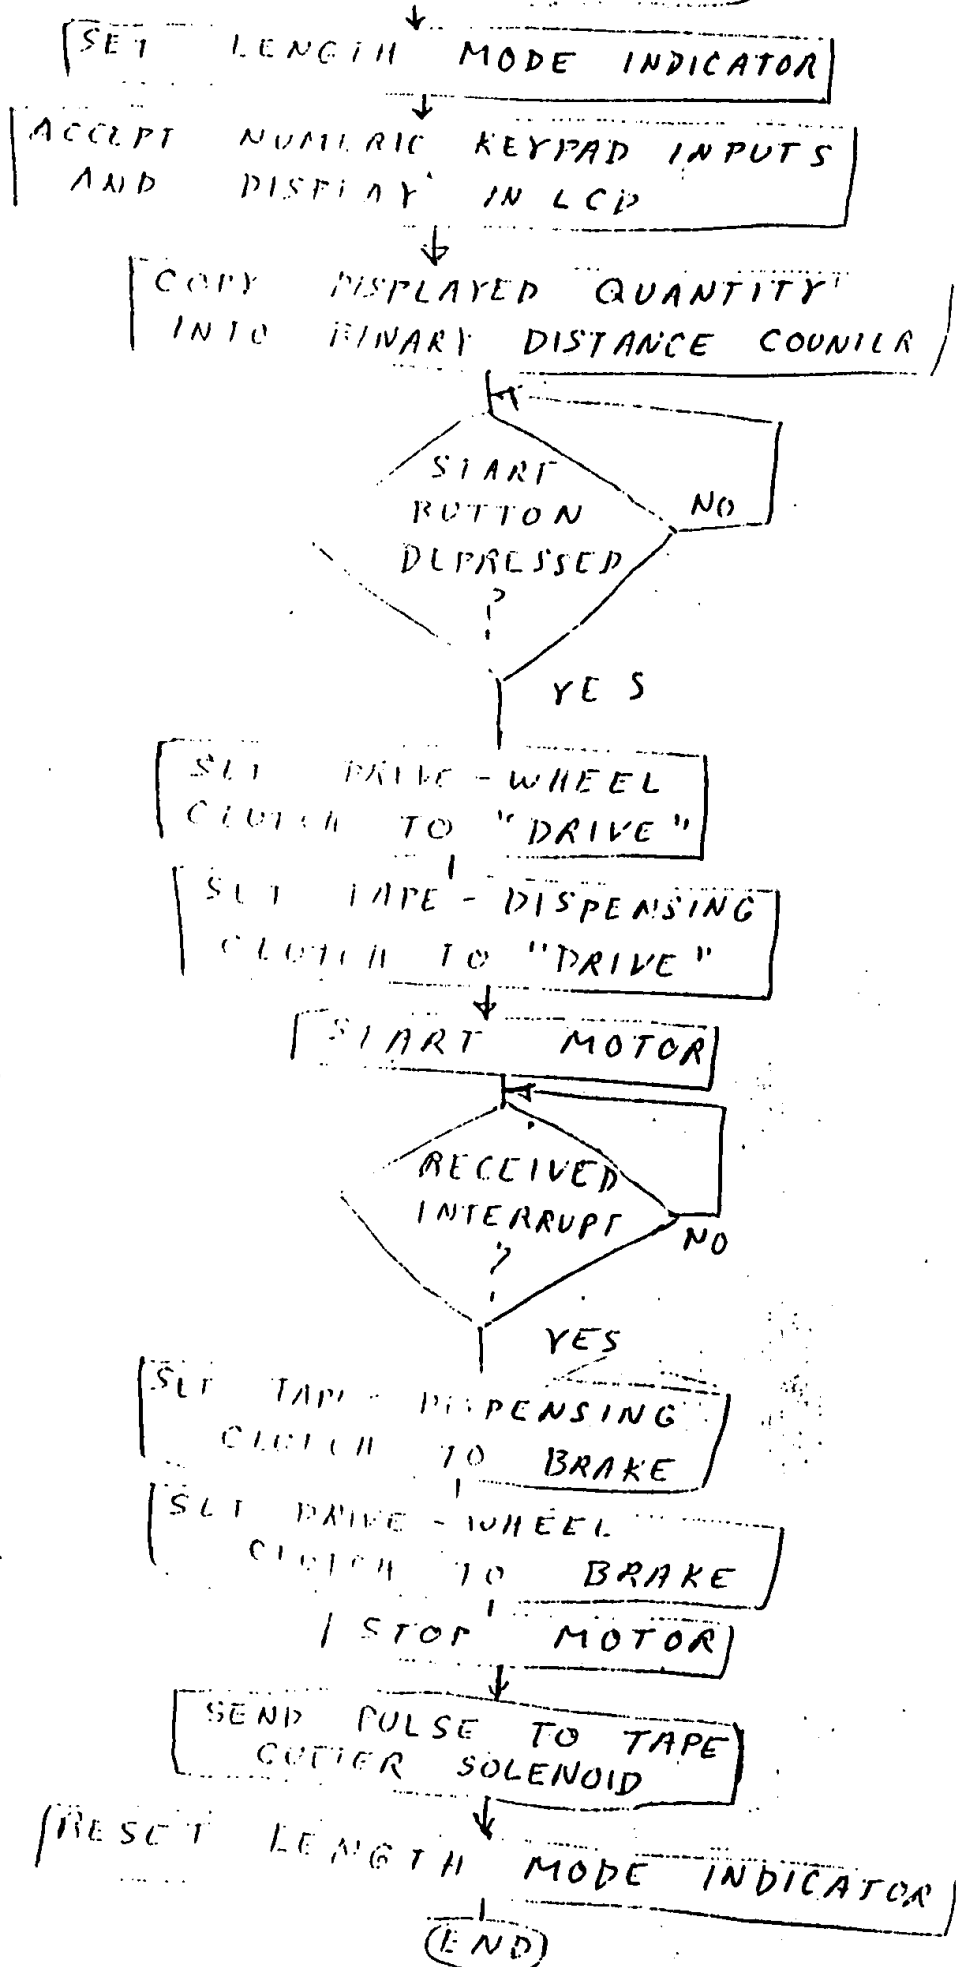 SET LENGTH MODE INDICATOR
ACCEPT NUMERIC KEYPAD INPUTS
AND DISPLAY IN LCD
COPY DISPLAYED QUANTITY
INTO BINARY DISTANCE COUNTER
START
BUTTON
DEPRESSED
?
NO
YES
SET DRIVE-WHEEL
CLUTCH TO "DRIVE"
SET TAPE-DISPENSING
CLUTCH TO "DRIVE"
START MOTOR
RECEIVED
INTERRUPT
?
NO
YES
SET TAPE-DISPENSING
CLUTCH TO BRAKE
SET DRIVE-WHEEL
CLUTCH TO BRAKE
STOP MOTOR
SEND PULSE TO TAPE
CUTTER SOLENOID
RESET LENGTH MODE INDICATOR
END